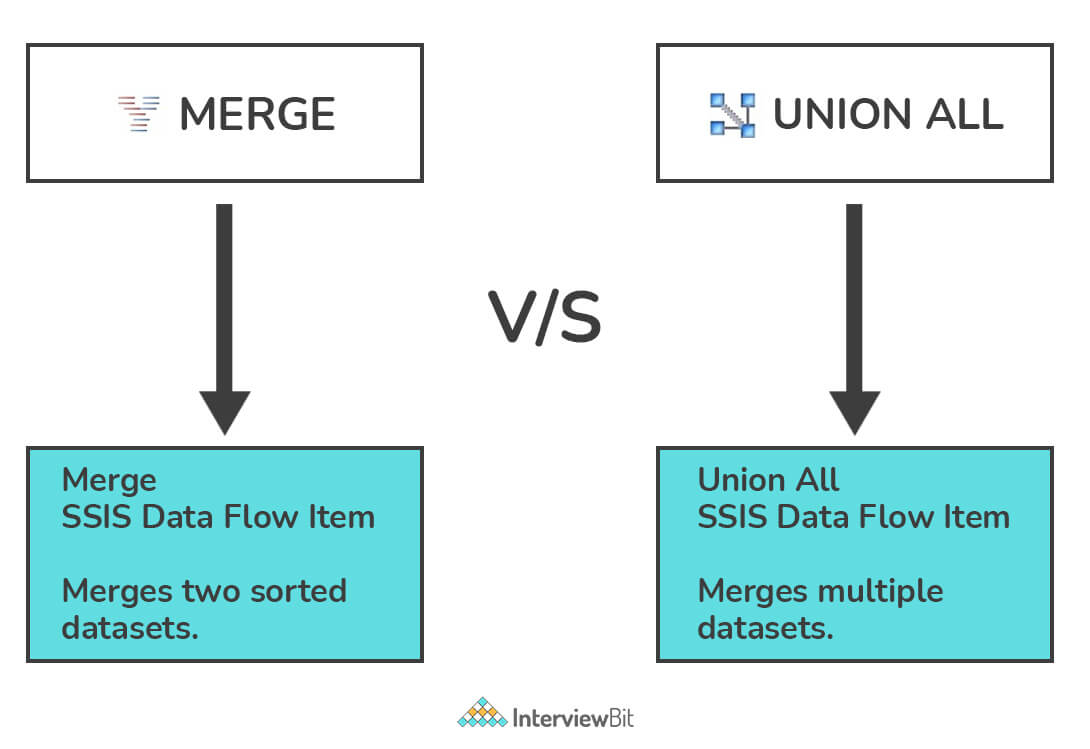 MERGE
UNION ALL
V/S
Merge
SSIS Data Flow Item
Merges two sorted
datasets.
Union All
SSIS Data Flow Item
Merges multiple
datasets.
InterviewBit